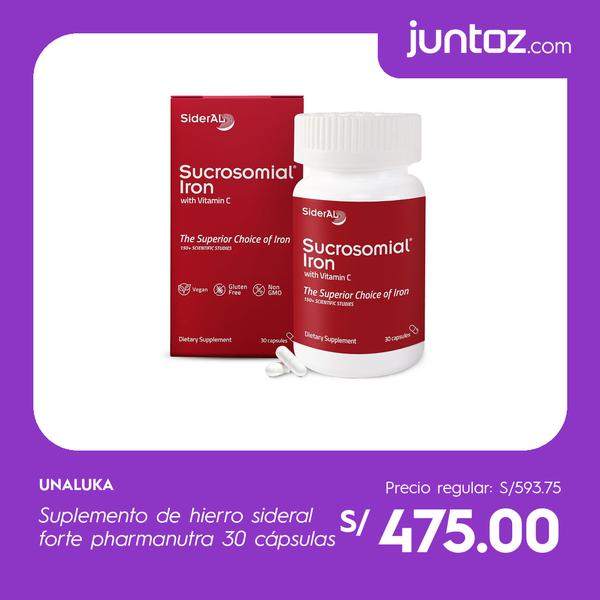 juntoz.com
SiderAL
Sucrosomial®
Iron
with Vitamin C
The Superior Choice of Iron
150+ SCIENTIFIC STUDIES
Vegan
Gluten
Free
Non
GMO
Dietary Supplement
30 capsules
SiderAL
Sucrosomial®
Iron
with Vitamin C
The Superior Choice of Iron
150+ SCIENTIFIC STUDIES
Dietary Supplement
30 capsules
UNALUKA
Suplemento de hierro sideral
forte pharmanutra 30 cápsulas
Precio regular: S/593.75
S/ 475.00